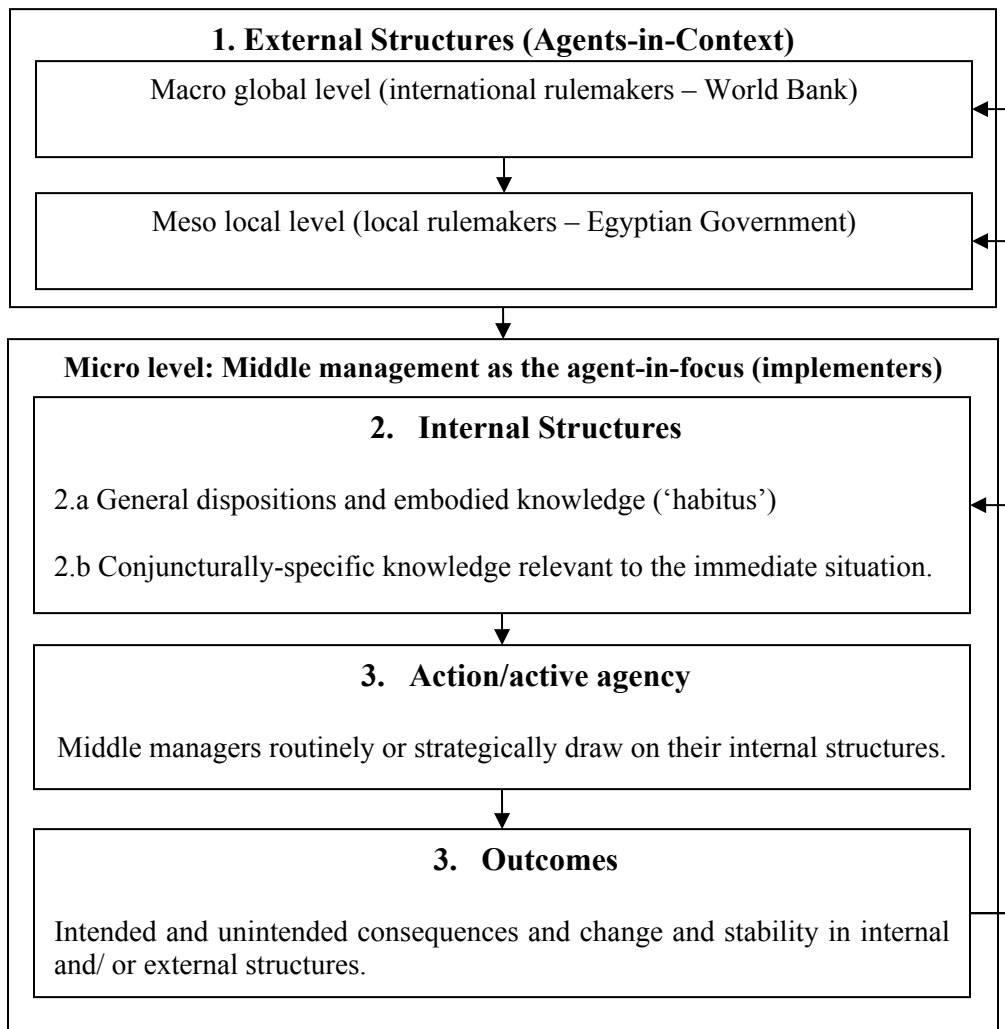 1. External Structures (Agents-in-Context)
Macro global level (international rulemakers – World Bank)
Meso local level (local rulemakers – Egyptian Government)
Micro level: Middle management as the agent-in-focus (implementers)
2. Internal Structures
2.a General dispositions and embodied knowledge (‘habitus’)
2.b Conjuncturally-specific knowledge relevant to the immediate situation.
3. Action/active agency
Middle managers routinely or strategically draw on their internal structures.
3. Outcomes
Intended and unintended consequences and change and stability in internal
and/ or external structures.